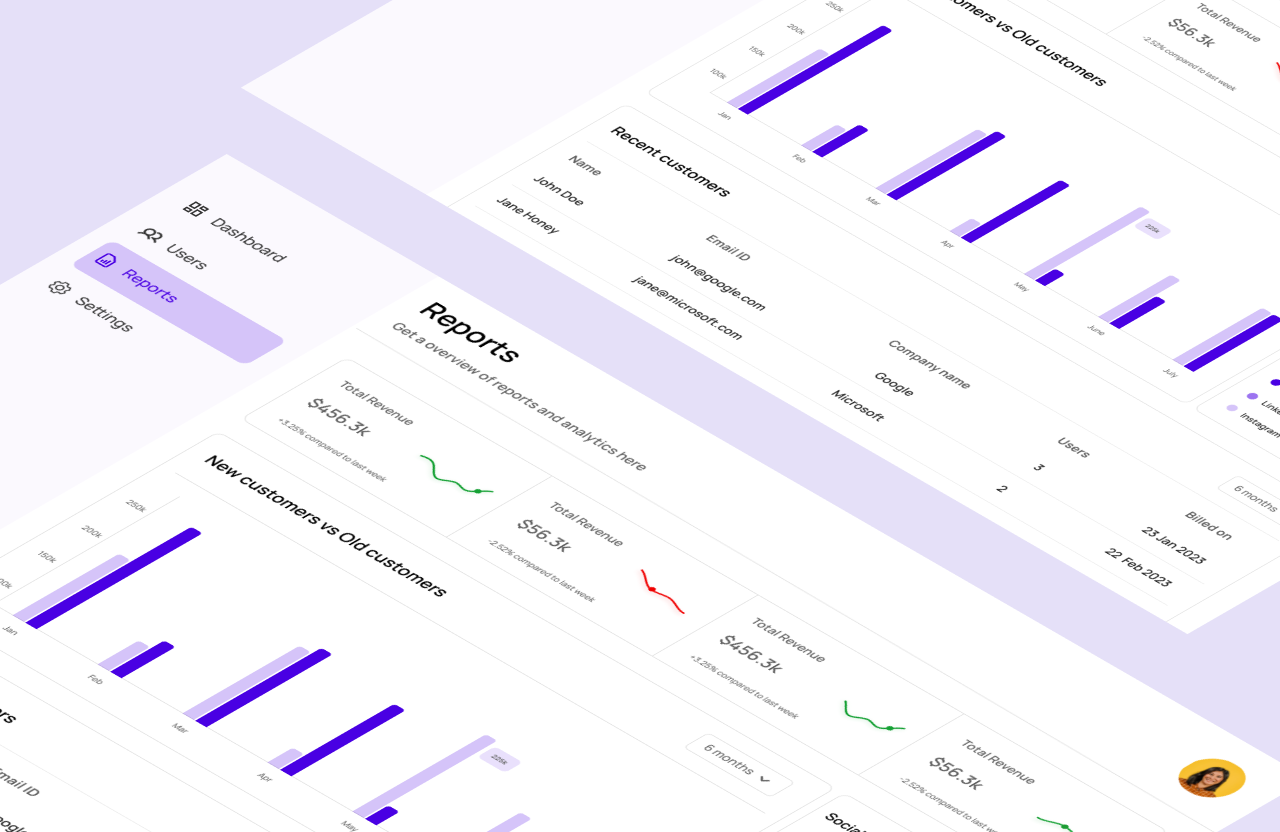 250k
200k
150k
100k
Jan
Feb
Mar
Apr
May
June
July
225k
Old customers
Total Revenue
$56.3k
-2.52% compared to last week
Recent customers
Name
Email ID
Company name
Users
Billed on
John Doe
john@google.com
Google
3
23 Jan 2023
Jane Honey
jane@microsoft.com
Microsoft
2
22 Feb 2023
Instagram
6 months
Dashboard
Users
Reports
Settings
Reports
Get a overview of reports and analytics here
Total Revenue
$456.3k
+3.25% compared to last week
Total Revenue
$56.3k
-2.52% compared to last week
Total Revenue
$456.3k
+3.25% compared to last week
Total Revenue
$56.3k
-2.52% compared to last week
New customers vs Old customers
6 months
250k
200k
150k
Jan
Feb
Mar
Apr
May
225k
Email ID